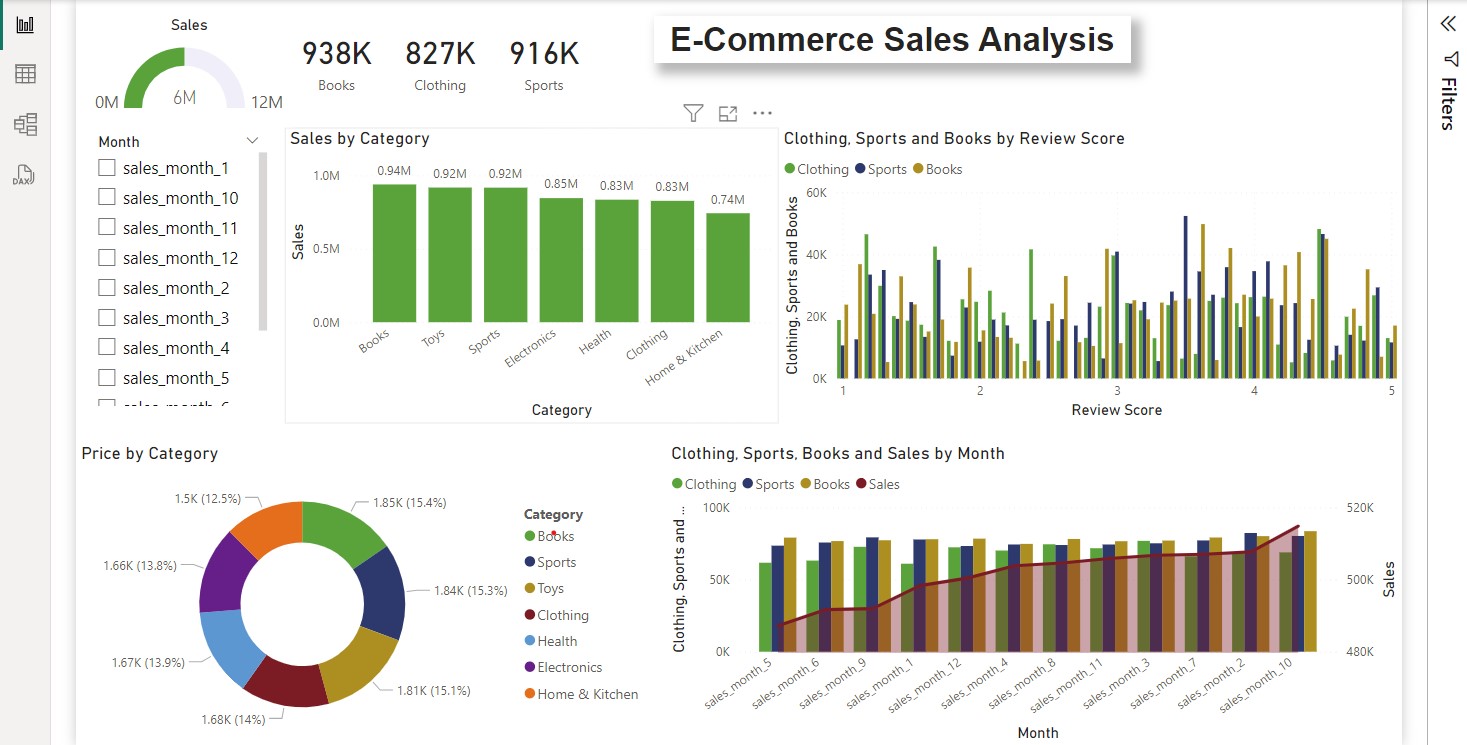 Sales
0M
6M
12M
938K
Books
827K
Clothing
916K
Sports
E-Commerce Sales Analysis
Filters
DAX
Month
sales_month_1
sales_month_10
sales_month_11
sales_month_12
sales_month_2
sales_month_3
sales_month_4
sales_month_5
Sales by Category
Sales
1.0M
0.5M
0.0M
0.94M
0.92M
0.92M
0.85M
0.83M
0.83M
0.74M
Books
Toys
Sports
Electronics
Health
Clothing
Home & Kitchen
Category
Clothing, Sports and Books by Review Score
Clothing Sports Books
Clothing, Sports and Books
60K
40K
20K
0K
1
2
3
4
5
Review Score
Price by Category
1.85K (15.4%)
1.84K (15.3%)
1.81K (15.1%)
1.68K (14%)
1.67K (13.9%)
1.66K (13.8%)
1.5K (12.5%)
Category
Books
Sports
Toys
Clothing
Health
Electronics
Home & Kitchen
Clothing, Sports, Books and Sales by Month
Clothing Sports Books Sales
Clothing, Sports and ...
100K
50K
0K
520K
500K
480K
Sales
sales_month_5
sales_month_6
sales_month_9
sales_month_1
sales_month_12
sales_month_4
sales_month_8
sales_month_11
sales_month_3
sales_month_7
sales_month_2
sales_month_10
Month